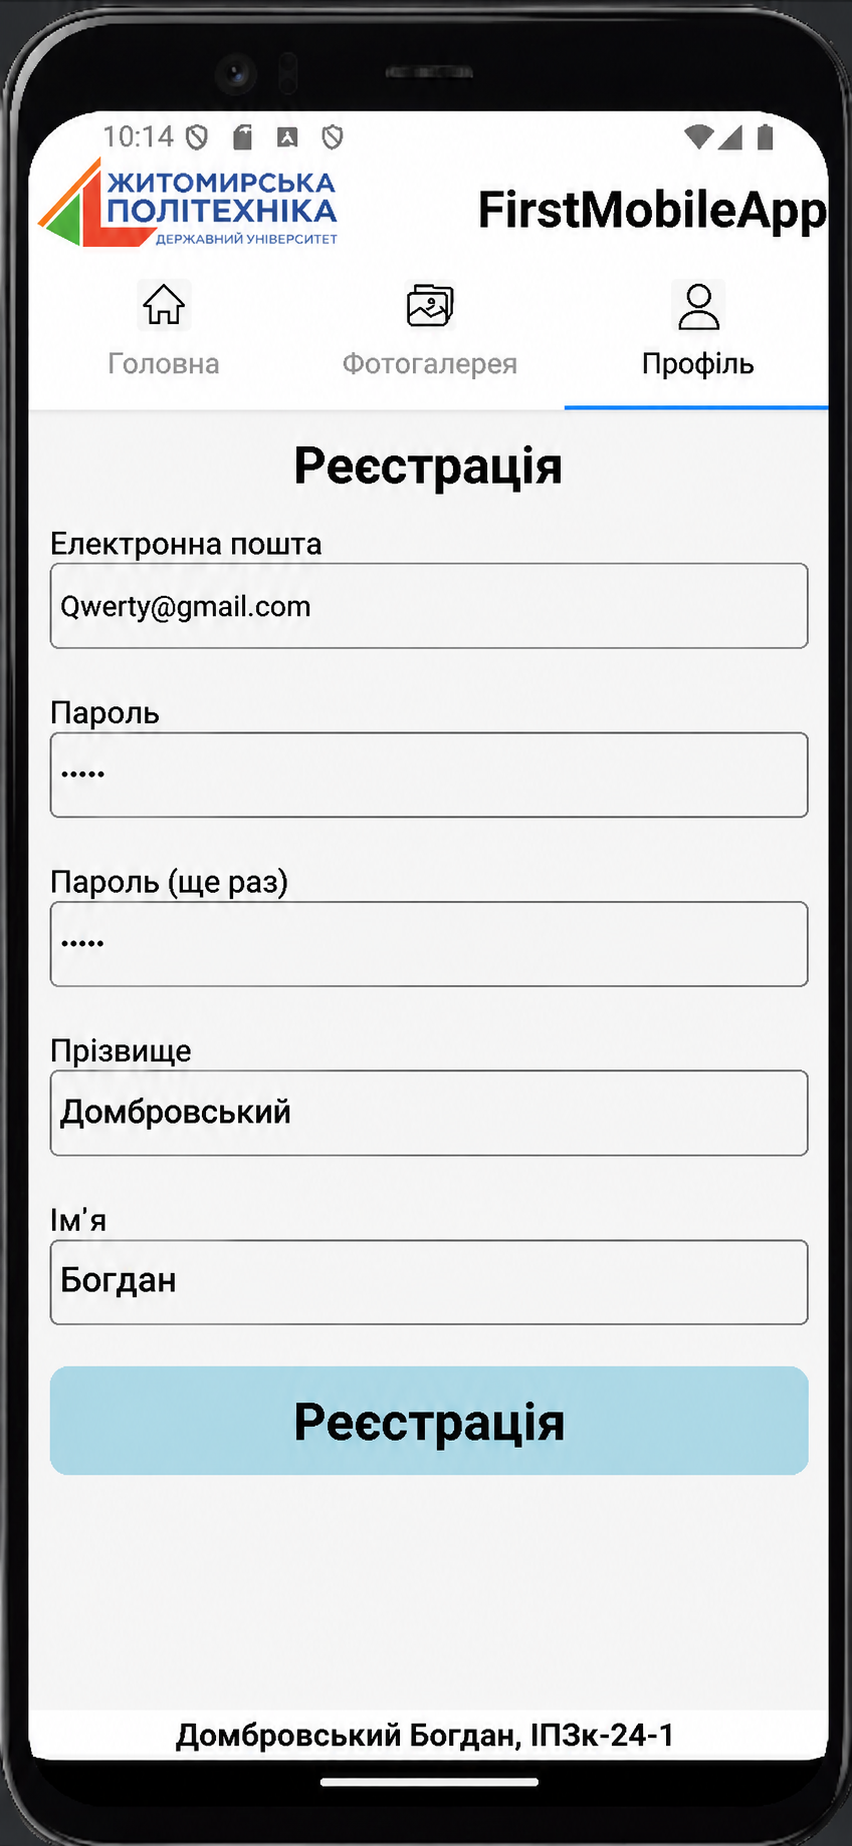 10:14
ЖИТОМИРСЬКА
ПОЛІТЕХНІКА
ДЕРЖАВНИЙ УНІВЕРСИТЕТ
FirstMobileApp
Головна
Фотогалерея
Профіль
Реєстрація
Електронна пошта
Qwerty@gmail.com
Пароль
•••••
Пароль (ще раз)
•••••
Прізвище
Домбровський
Ім'я
Богдан
Реєстрація
Домбровський Богдан, ІПЗк-24-1